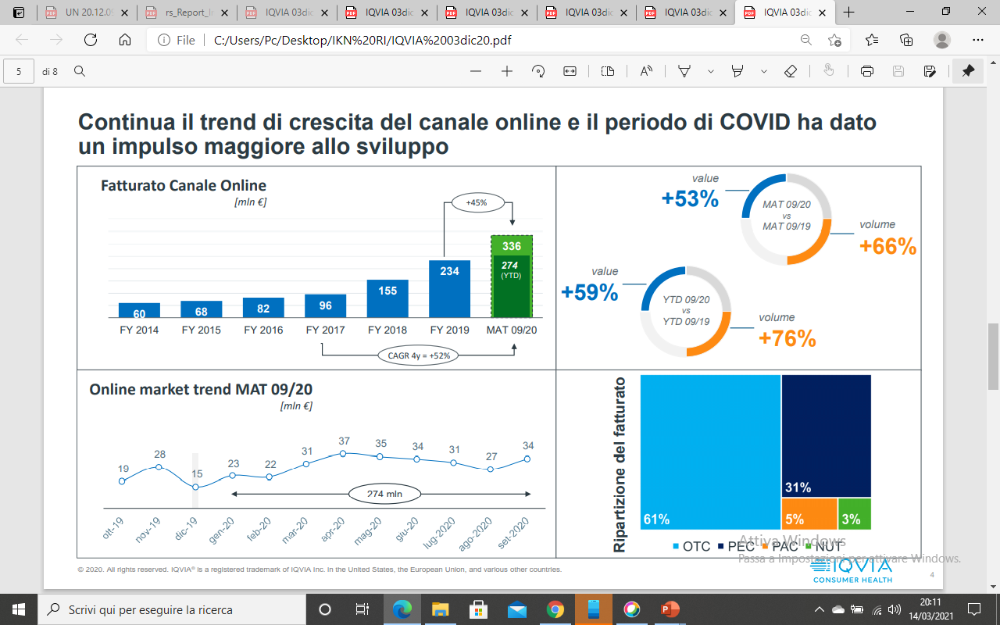 UN 20.12.09
rs_Report_In
IQVIA 03dic
IQVIA 03dic
IQVIA 03dic
IQVIA 03dic
IQVIA 03dic
IQVIA 03dic
File
C:/Users/Pc/Desktop/IKN%20RI/IQVIA%2003dic20.pdf
5
di 8
Continua il trend di crescita del canale online e il periodo di COVID ha dato
un impulso maggiore allo sviluppo
Fatturato Canale Online
[mln €]
+45%
60
68
82
96
155
234
336
274
(YTD)
FY 2014
FY 2015
FY 2016
FY 2017
FY 2018
FY 2019
MAT 09/20
CAGR 4y = +52%
value
+53%
MAT 09/20
vs
MAT 09/19
volume
+66%
value
+59%
YTD 09/20
vs
YTD 09/19
volume
+76%
Online market trend MAT 09/20
[mln €]
19
28
15
23
22
31
37
35
34
31
27
34
274 mln
ott-19
nov-19
dic-19
gen-20
feb-20
mar-20
apr-20
mag-20
giu-20
lug-2020
ago-2020
set-2020
Ripartizione del fatturato
61%
31%
5%
3%
OTC
PEC
PAC
NUT
Attiva Windows
Passa a Impostazioni per attivare Windows.
© 2020. All rights reserved. IQVIA® is a registered trademark of IQVIA Inc. in the United States, the European Union, and various other countries.
IQVIA
CONSUMER HEALTH
4
Scrivi qui per eseguire la ricerca
20:11
14/03/2021